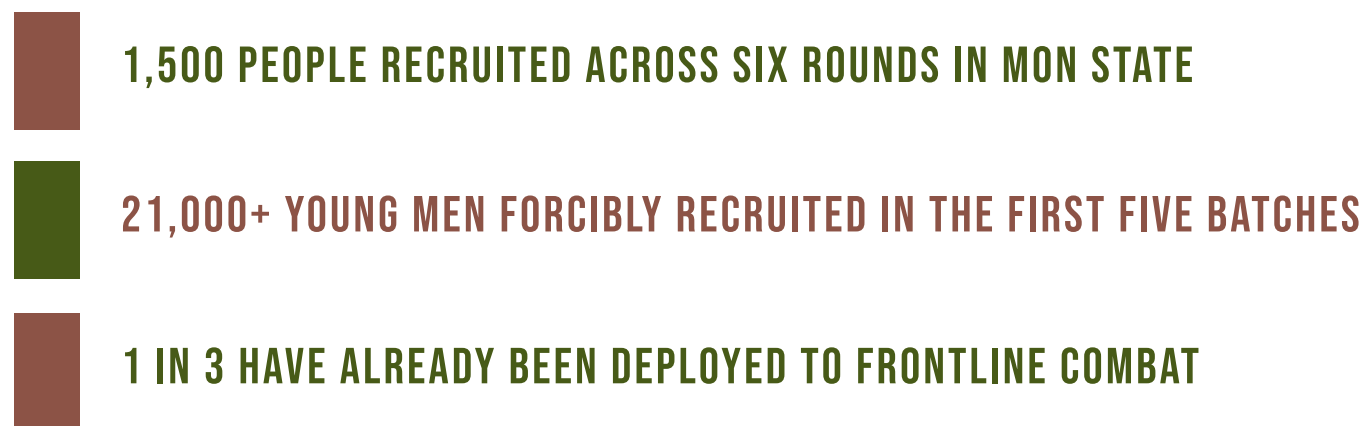 1,500 PEOPLE RECRUITED ACROSS SIX ROUNDS IN MON STATE
21,000+ YOUNG MEN FORCIBLY RECRUITED IN THE FIRST FIVE BATCHES
1 IN 3 HAVE ALREADY BEEN DEPLOYED TO FRONTLINE COMBAT